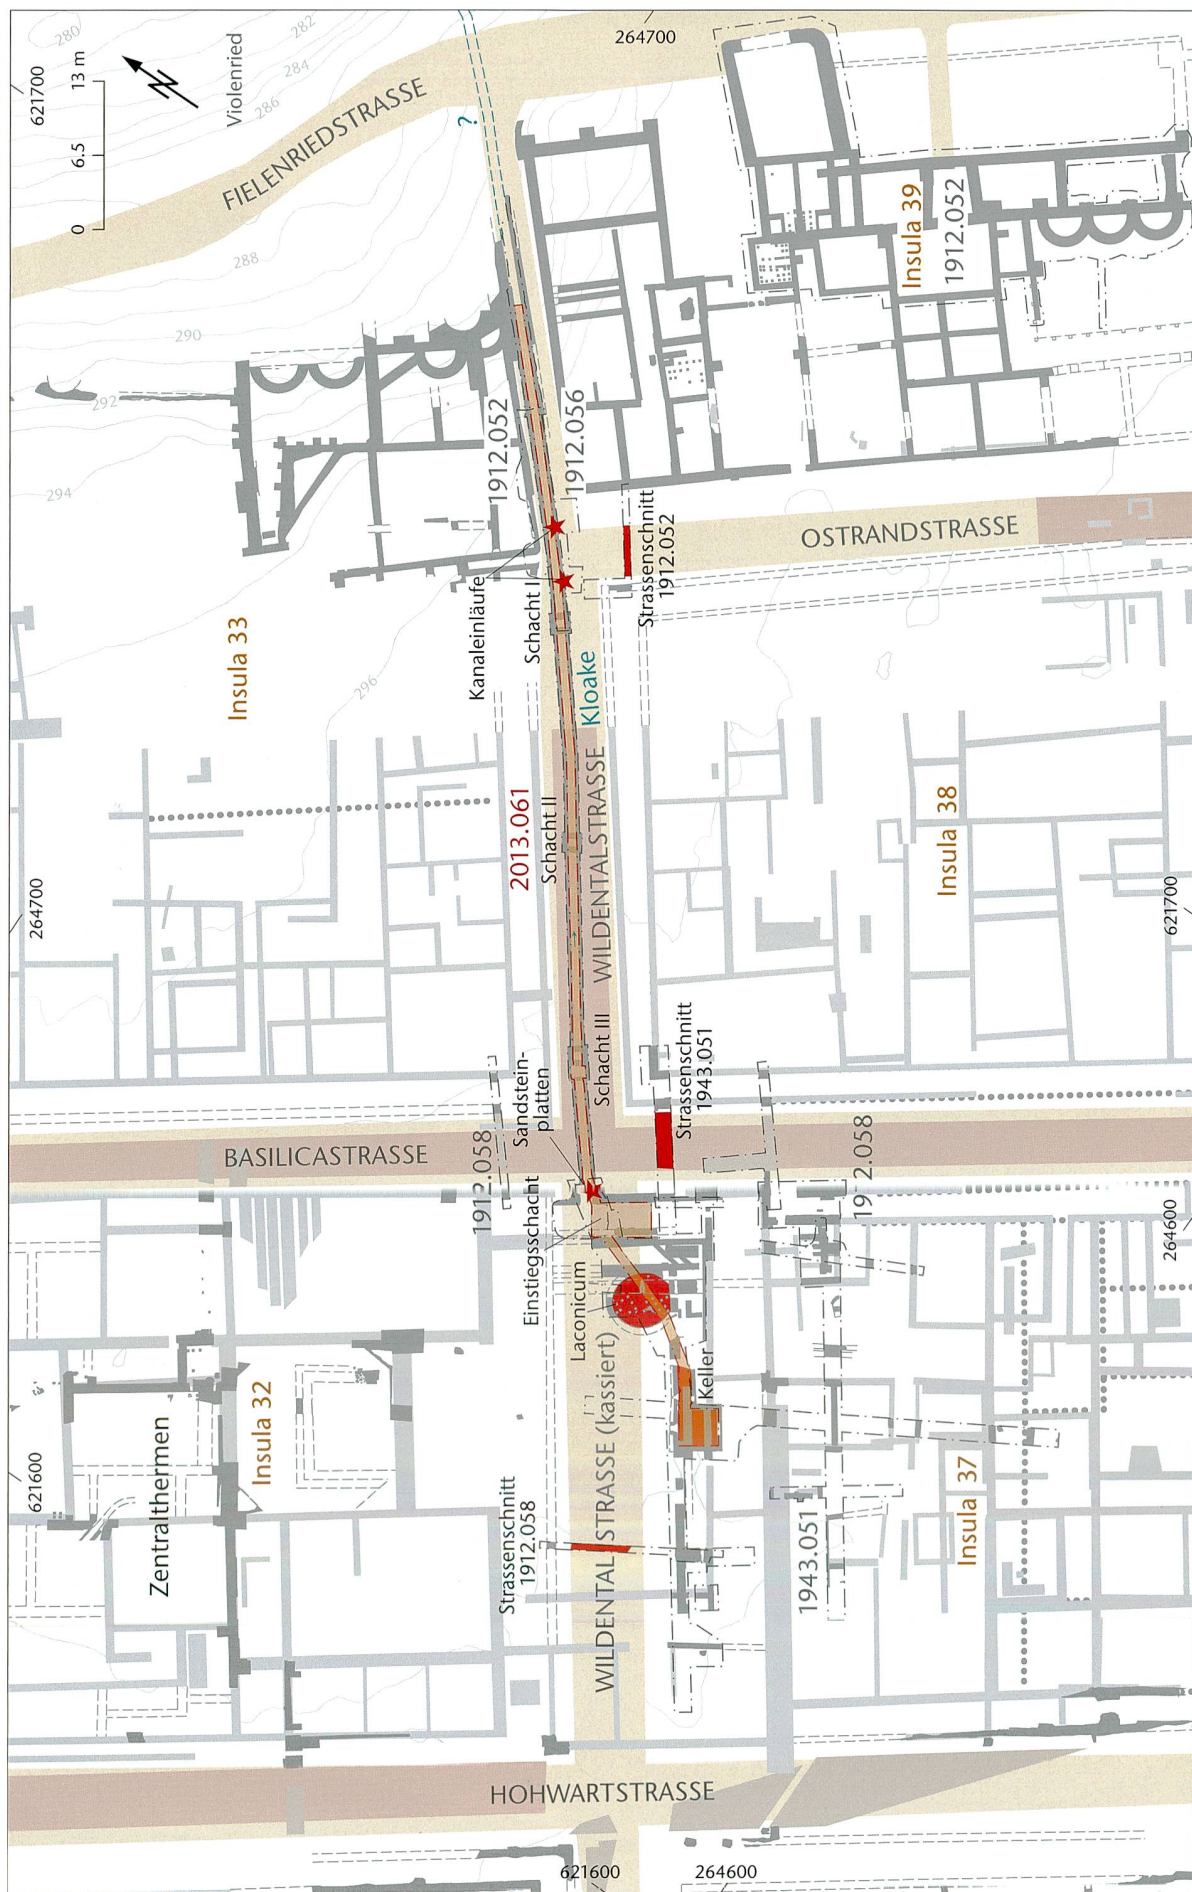 621700
264700
280
282
284
286
288
290
292
294
296
0
6.5
13 m
N
Violenried
FIELENRIEDSTRASSE
?
Insula 39
1912.052
1912.052
1912.056
Kanaleinläufe
Schacht I
Strassenschnitt
1912.052
OSTRANDSTRASSE
Insula 33
Kloake
2013.061
Schacht II
WILDENTALSTRASSE
Insula 38
264700
621700
Schacht III
Sandstein-
platten
Strassenschnitt
1943.051
1912.058
BASILICASTRASSE
1912.058
Einstiegsschacht
Laconicum
264600
Keller
Zentralthermen
Insula 32
621600
Strassenschnitt
1912.058
WILDENTALSTRASSE (kassiert)
1943.051
Insula 37
HOHWARTSTRASSE
621600
264600